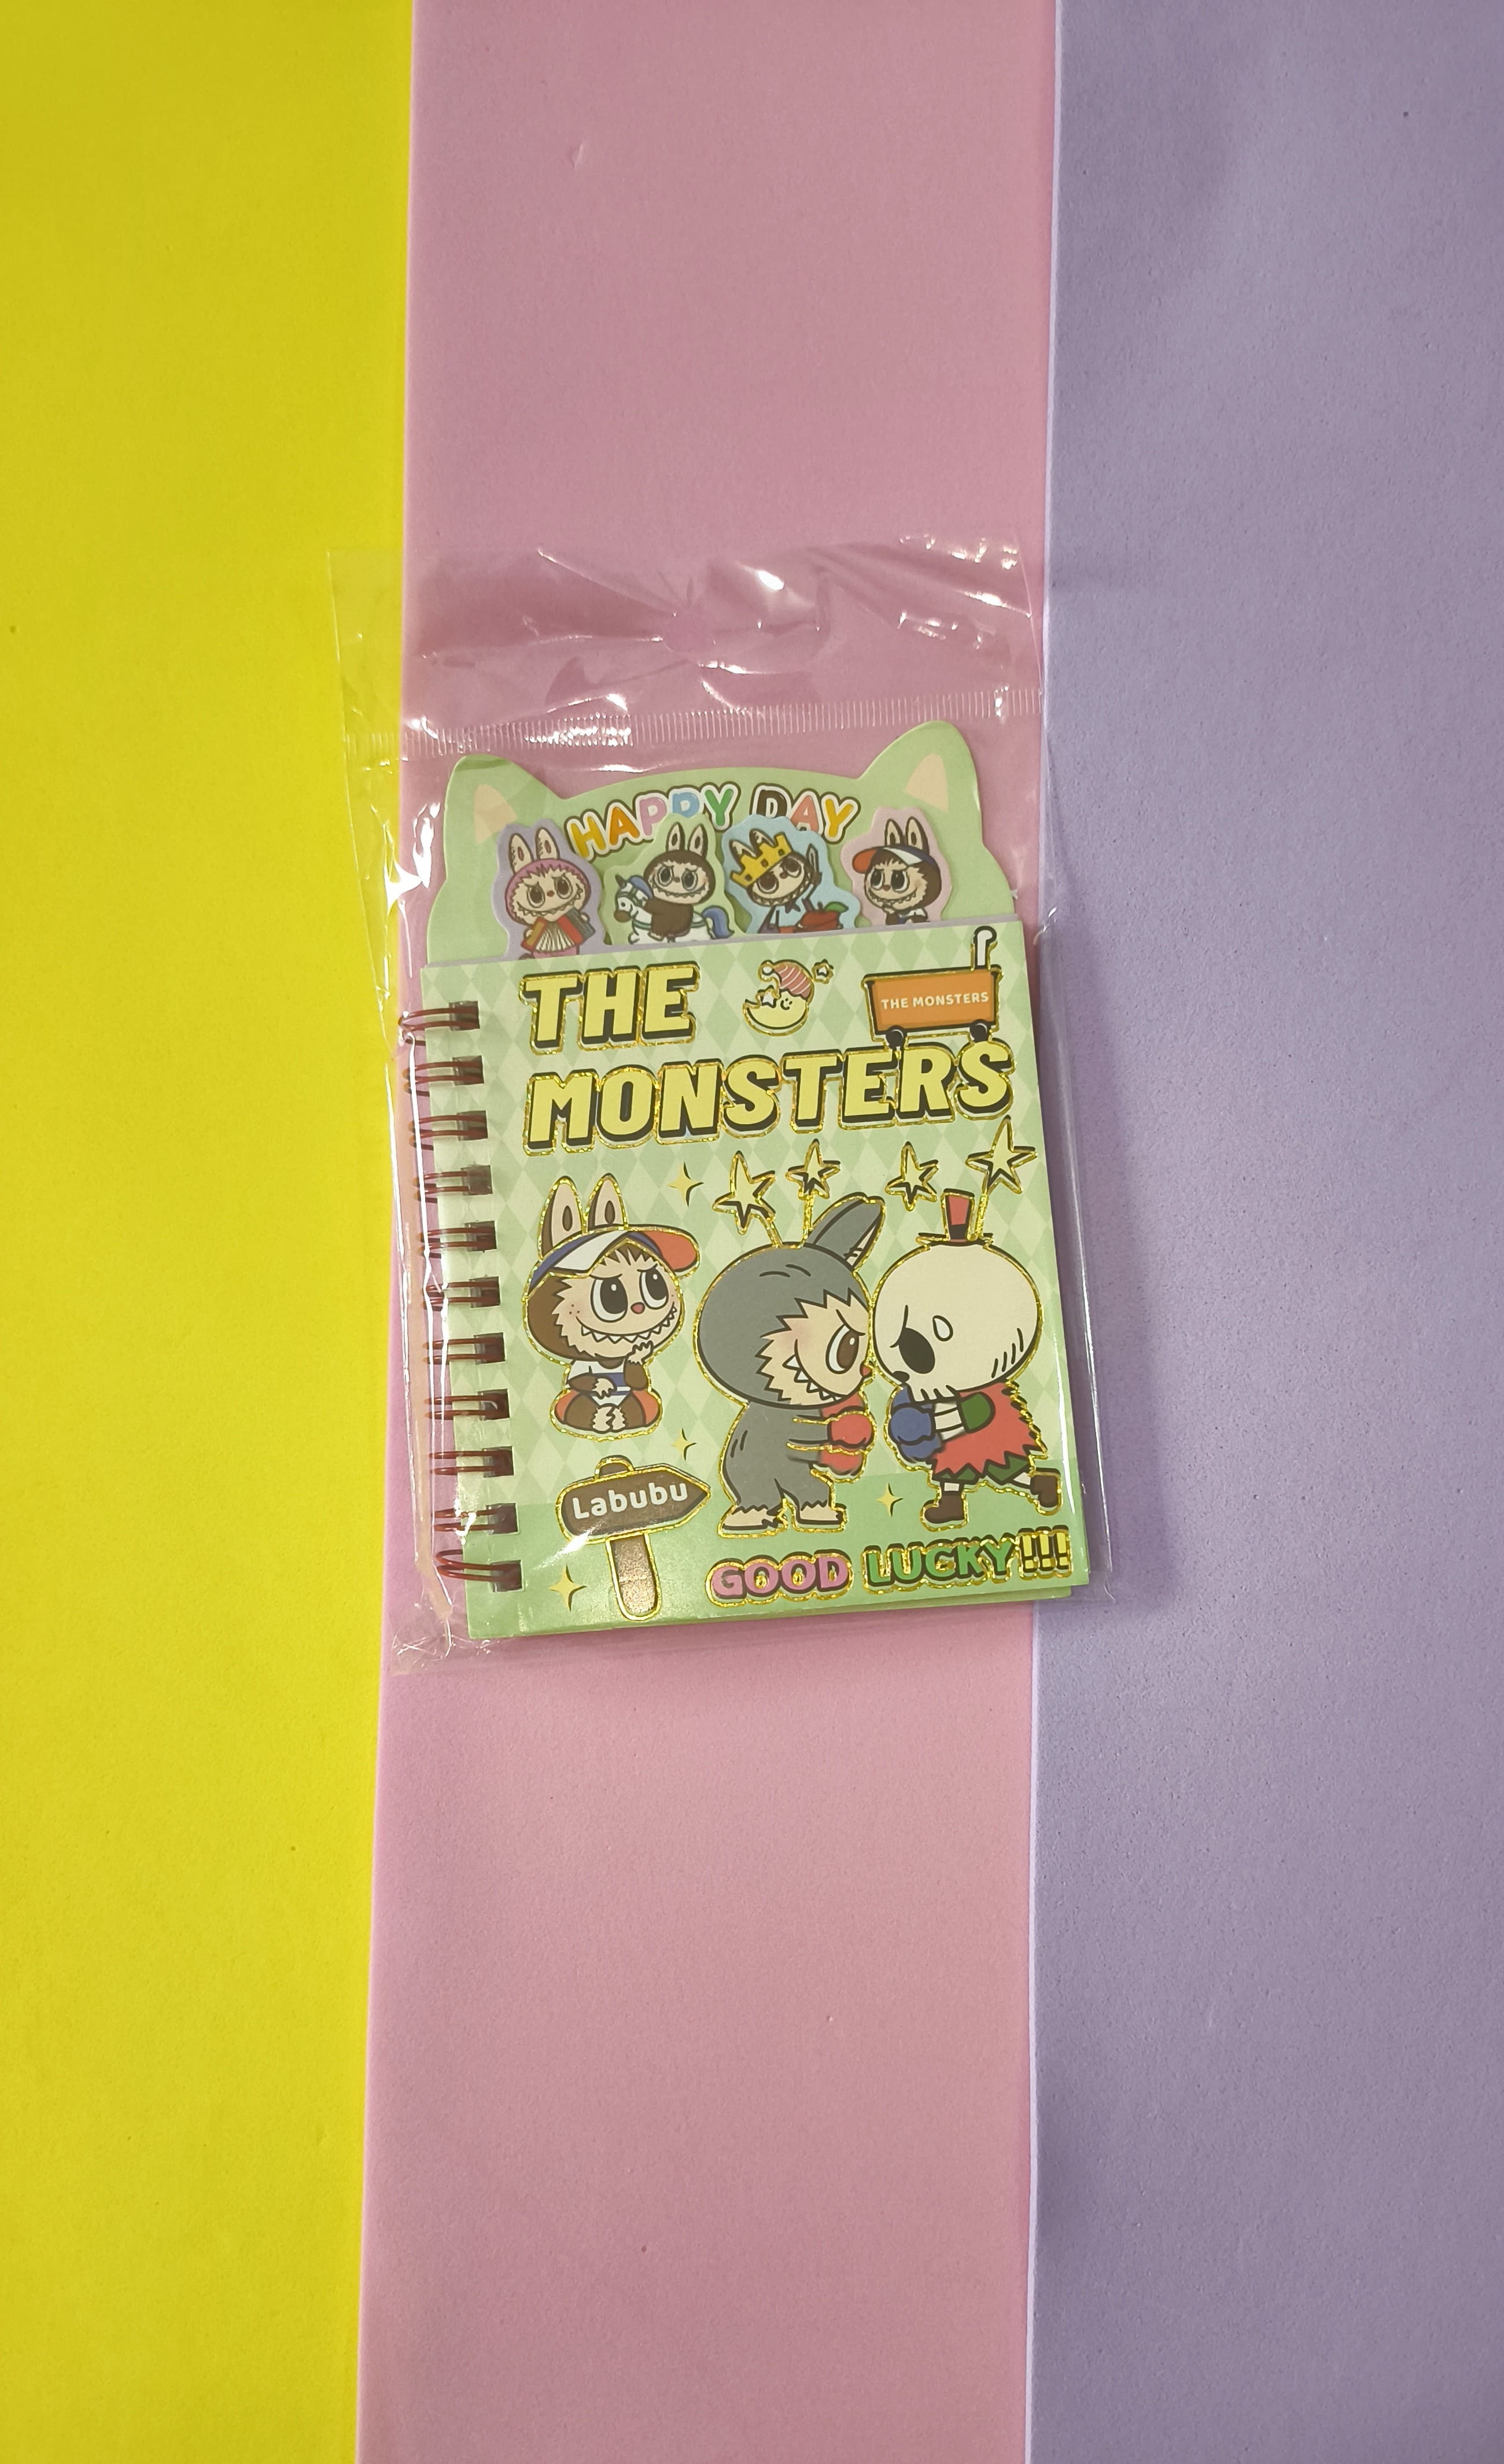 HAPPY DAY
THE
THE MONSTERS
MONSTERS
Labubu
GOOD LUCKY!!!